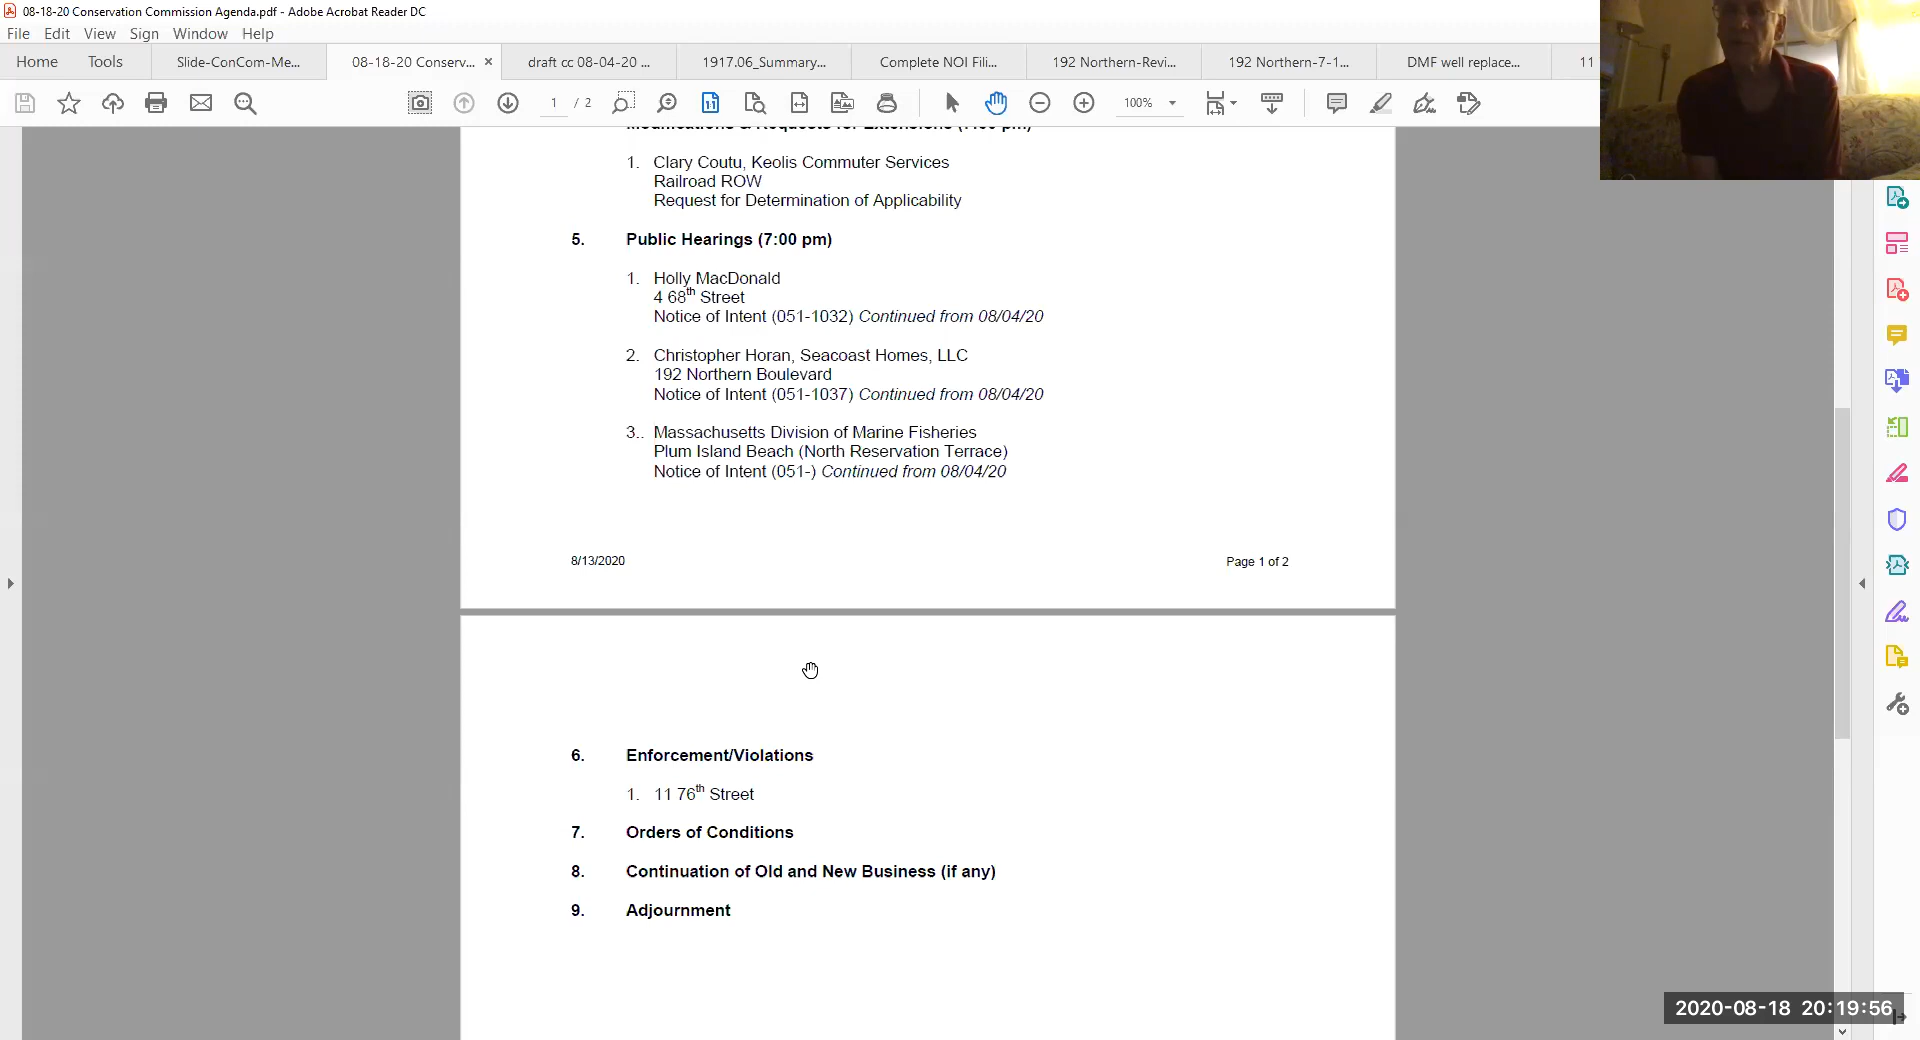 08-18-20 Conservation Commission Agenda.pdf - Adobe Acrobat Reader DC
File Edit View Sign Window Help
Home Tools Slide-ConCom-Me... 08-18-20 Conserv... × draft cc 08-04-20 ... 1917.06_Summary... Complete NOI Fili... 192 Northern-Revi... 192 Northern-7-1... DMF well replace... 11
1 / 2 100%
Modifications & Requests for Extensions (7:00 pm)
1. Clary Coutu, Keolis Commuter Services
Railroad ROW
Request for Determination of Applicability
5. Public Hearings (7:00 pm)
1. Holly MacDonald
4 68th Street
Notice of Intent (051-1032) Continued from 08/04/20
2. Christopher Horan, Seacoast Homes, LLC
192 Northern Boulevard
Notice of Intent (051-1037) Continued from 08/04/20
3.. Massachusetts Division of Marine Fisheries
Plum Island Beach (North Reservation Terrace)
Notice of Intent (051-) Continued from 08/04/20
8/13/2020 Page 1 of 2
6. Enforcement/Violations
1. 11 76th Street
7. Orders of Conditions
8. Continuation of Old and New Business (if any)
9. Adjournment
2020-08-18 20:19:56